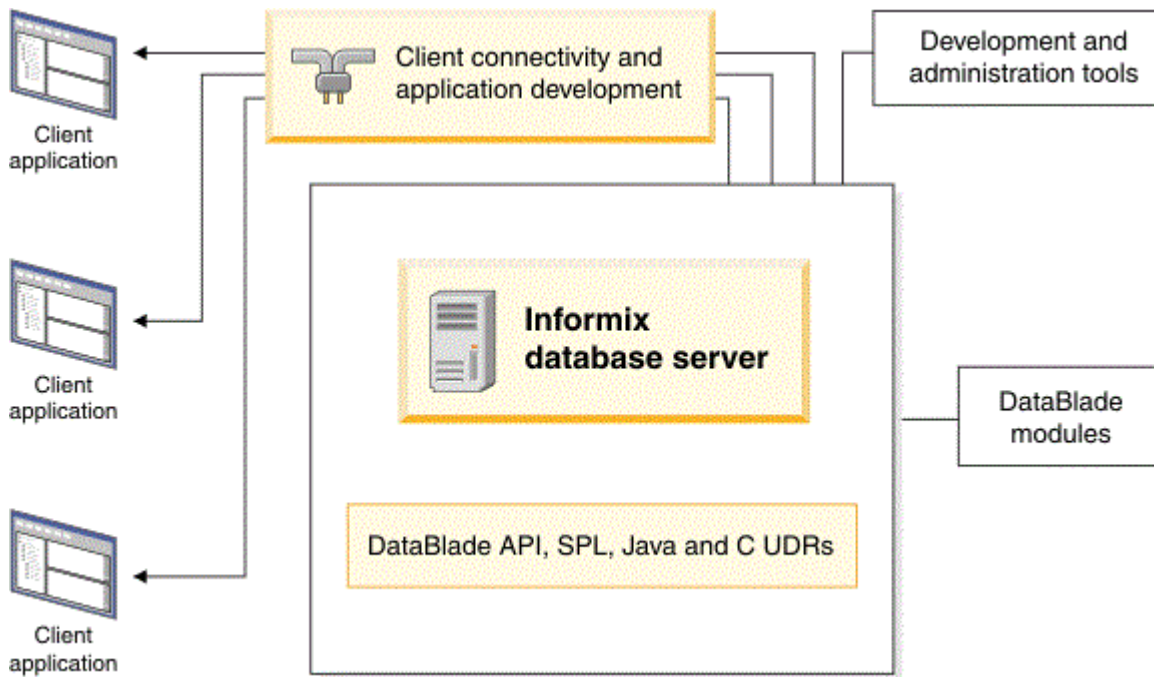 Client
application
Client connectivity and
application development
Development and
administration tools
Client
application
Informix
database server
DataBlade
modules
Client
application
DataBlade API, SPL, Java and C UDRs